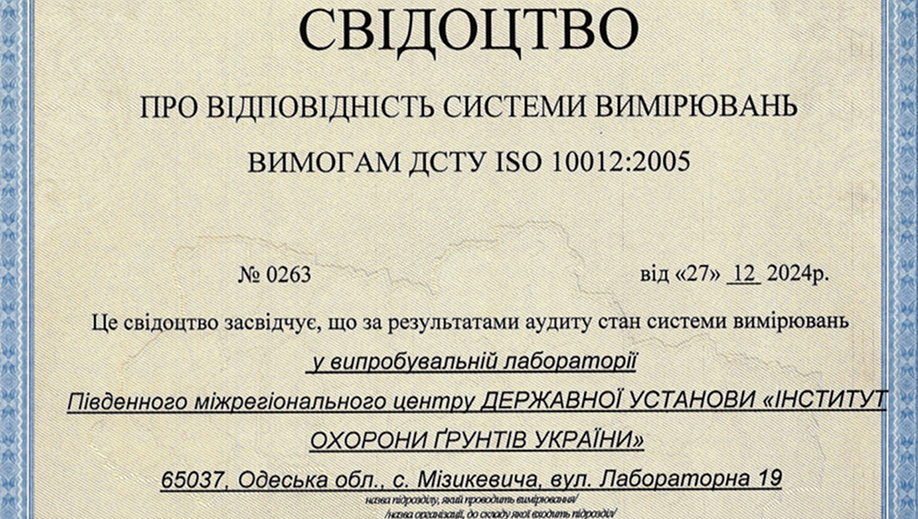 СВІДОЦТВО
ПРО ВІДПОВІДНІСТЬ СИСТЕМИ ВИМІРЮВАНЬ
ВИМОГАМ ДСТУ ISO 10012:2005
№ 0263 від «27» 12 2024р.
Це свідоцтво засвідчує, що за результатами аудиту стан системи вимірювань
у випробувальній лабораторії
Південного міжрегіонального центру ДЕРЖАВНОЇ УСТАНОВИ «ІНСТИТУТ
ОХОРОНИ ҐРУНТІВ УКРАЇНИ»
65037, Одеська обл., с. Мізикевича, вул. Лабораторна 19
назва підрозділу, який проводить вимірювання/
/назва організації, до складу якої входить підрозділ/